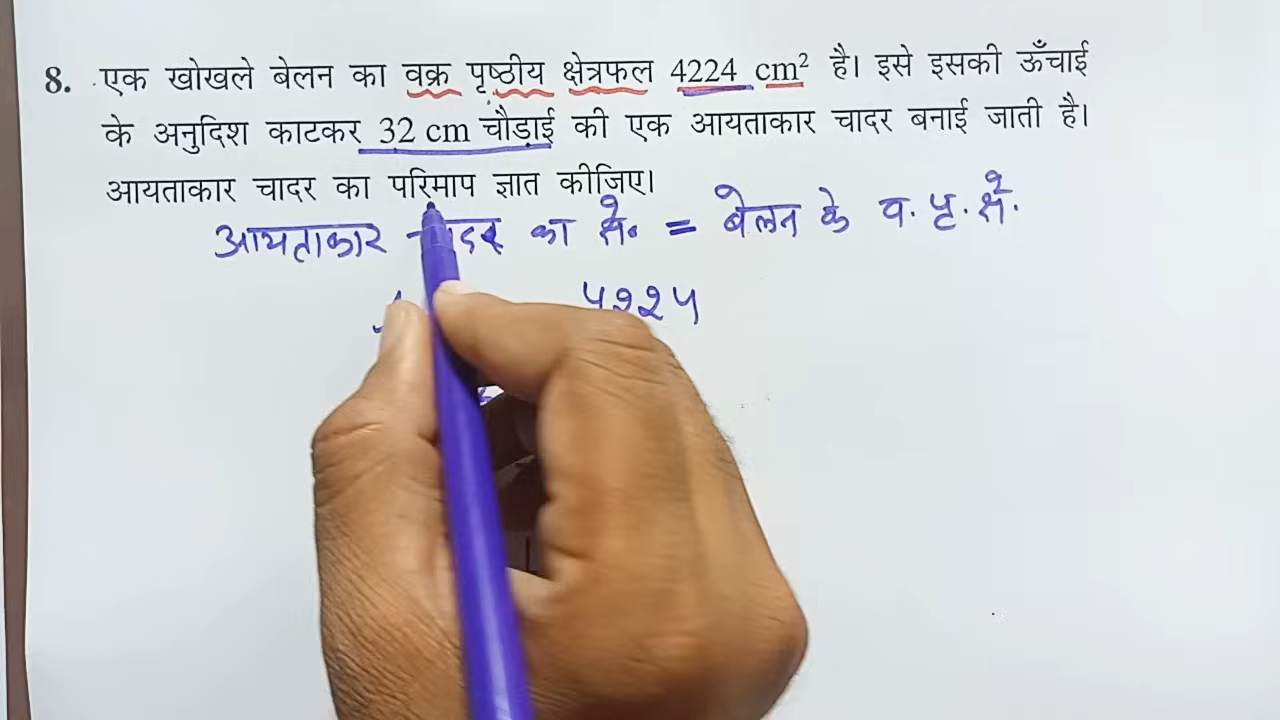 8. एक खोखले बेलन का वक्र पृष्ठीय क्षेत्रफल 4224 cm² है। इसे इसकी ऊँचाई
के अनुदिश काटकर 32 cm चौड़ाई की एक आयताकार चादर बनाई जाती है।
आयताकार चादर का परिमाप ज्ञात कीजिए।
आयताकार का क्षे. = बेलन के व. पृ. क्षे.
4224